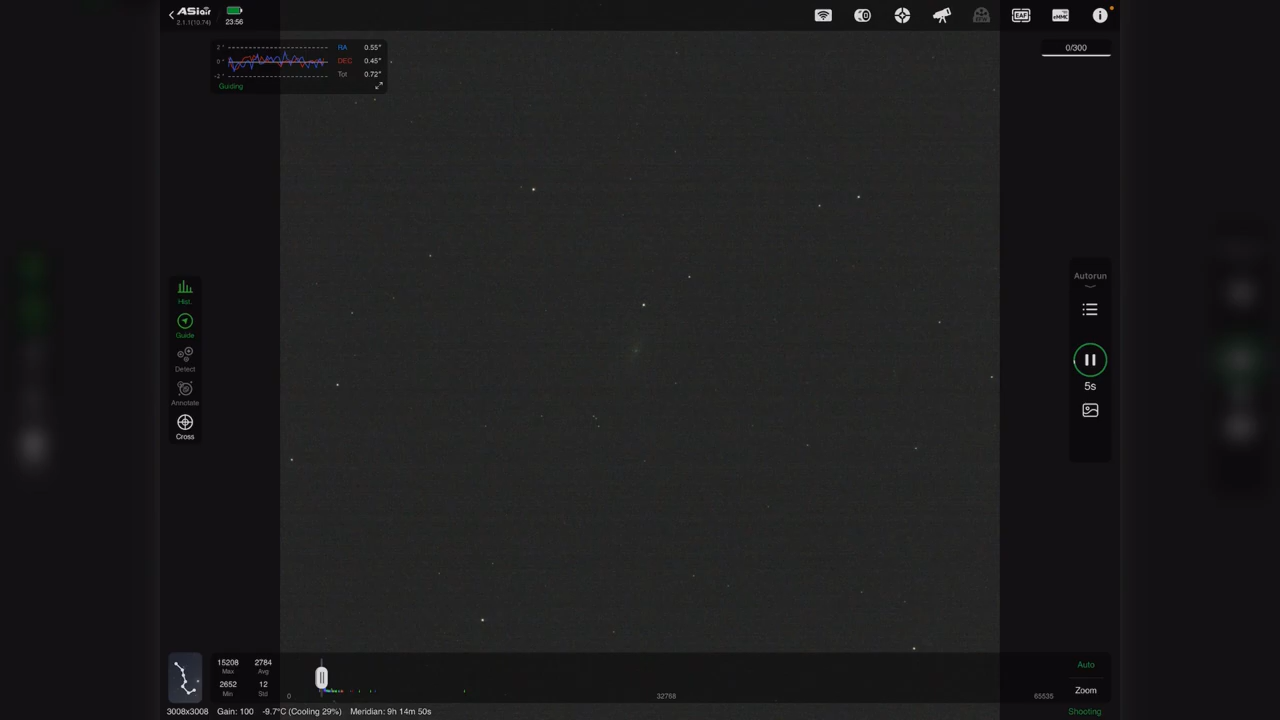 ASIAIR
2.1.1(10.74)
23:56
EAF
eMMC
0/300
2"
0"
-2"
RA 0.55"
DEC 0.45"
Tot 0.72"
Guiding
Hist.
Guide
Detect
Annotate
Cross
Autorun
5s
15208 2784
Max Avg
2652 12
Min Std
0 32768 65535
Auto
Zoom
3008x3008 Gain: 100 -9.7°C (Cooling 29%) Meridian: 9h 14m 50s
Shooting